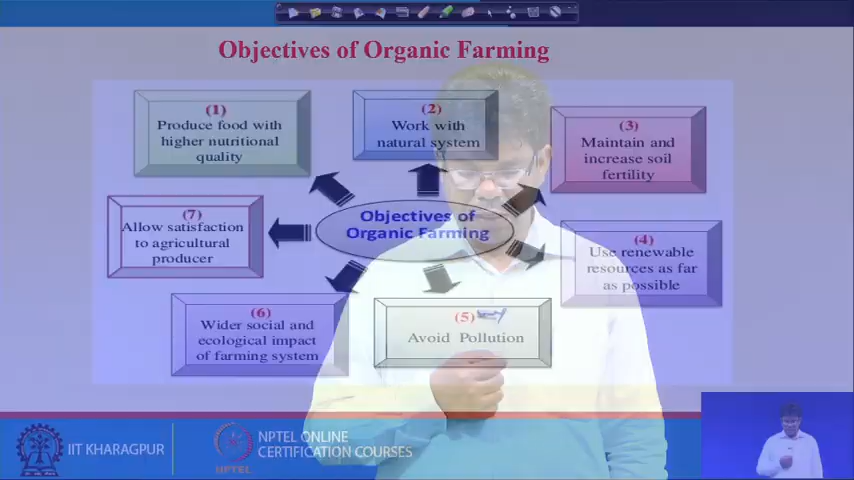 Objectives of Organic Farming
(1)
Produce food with
higher nutritional
quality
(2)
Work with
natural system
(3)
Maintain and
increase soil
fertility
(7)
Allow satisfaction
to agricultural
producer
Objectives of
Organic Farming
(4)
Use renewable
resources as far
as possible
(6)
Wider social and
ecological impact
of farming system
(5)
Avoid Pollution
IIT KHARAGPUR
NPTEL
NPTEL ONLINE
CERTIFICATION COURSES